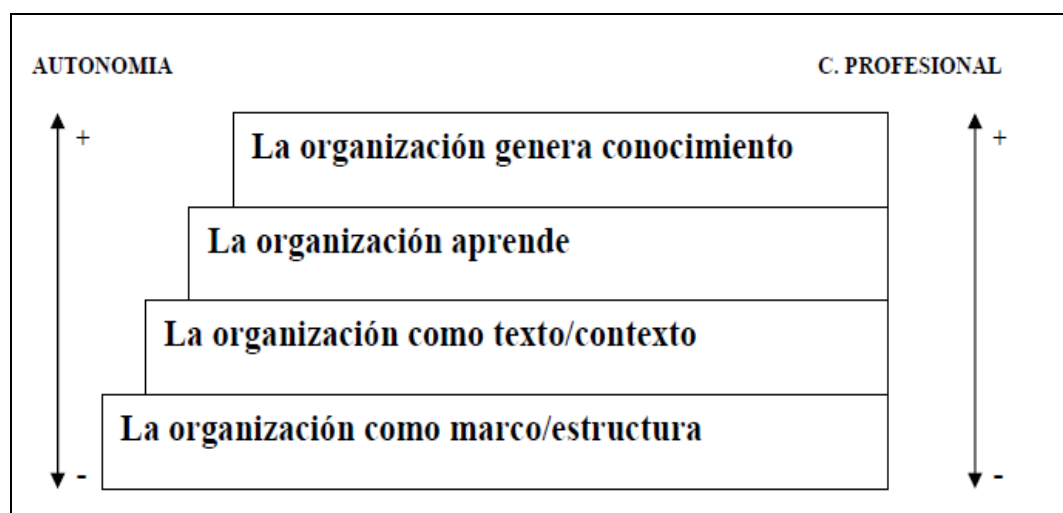 AUTONOMIA
C. PROFESIONAL
+
+
La organización genera conocimiento
La organización aprende
La organización como texto/contexto
La organización como marco/estructura
-
-